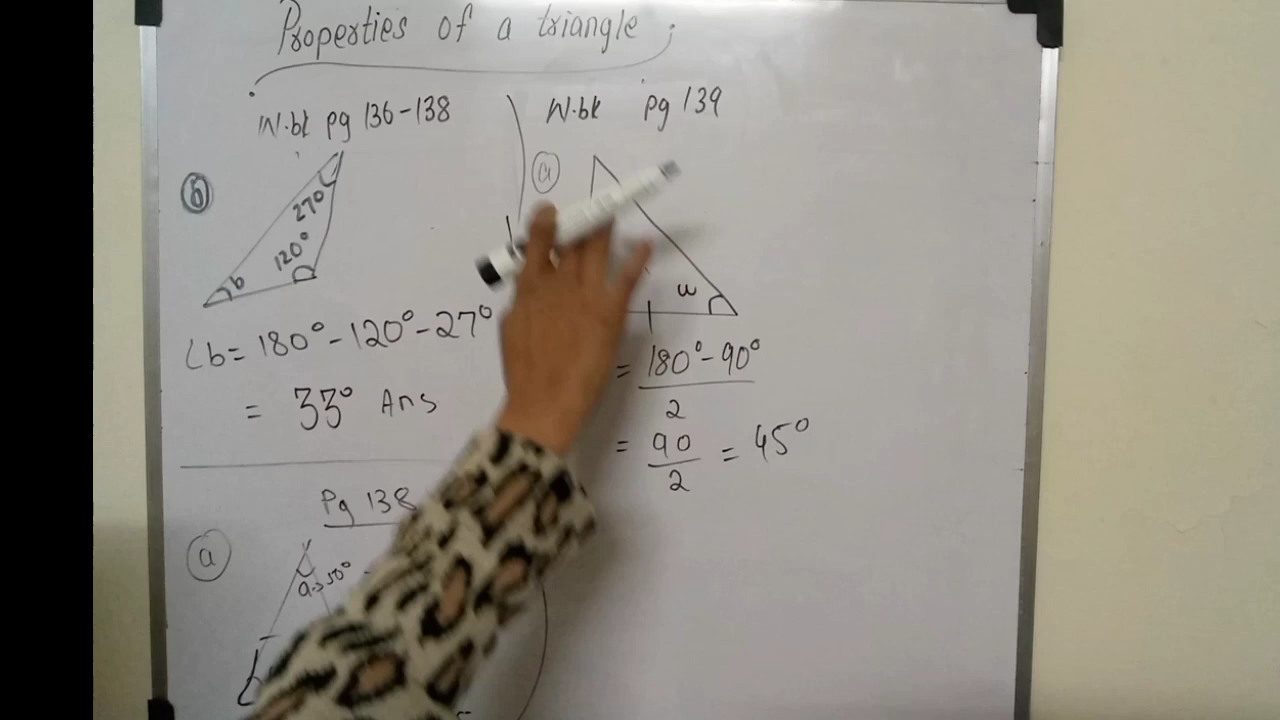 Properties of a triangle
W.bk pg 136-138
W.bk pg 139
b
27°
120°
b
∠b = 180° - 120° - 27°
= 33° Ans
Pg 138
a
50°
a
w
= 180° - 90°
2
= 90
2
= 45°